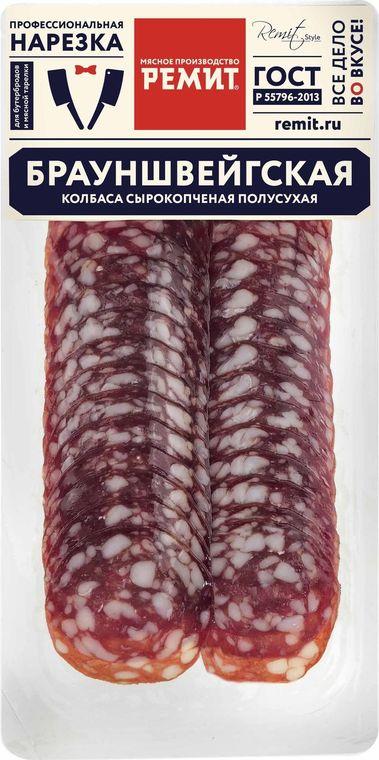 ПРОФЕССИОНАЛЬНАЯ
НАРЕЗКА
для бутербродов
и мясной тарелки
МЯСНОЕ ПРОИЗВОДСТВО
РЕМИТ®
Remit Style
ГОСТ
Р 55796-2013
remit.ru
ВСЕ ДЕЛО
ВО ВКУСЕ!
БРАУНШВЕЙГСКАЯ
КОЛБАСА СЫРОКОПЧЕНАЯ ПОЛУСУХАЯ